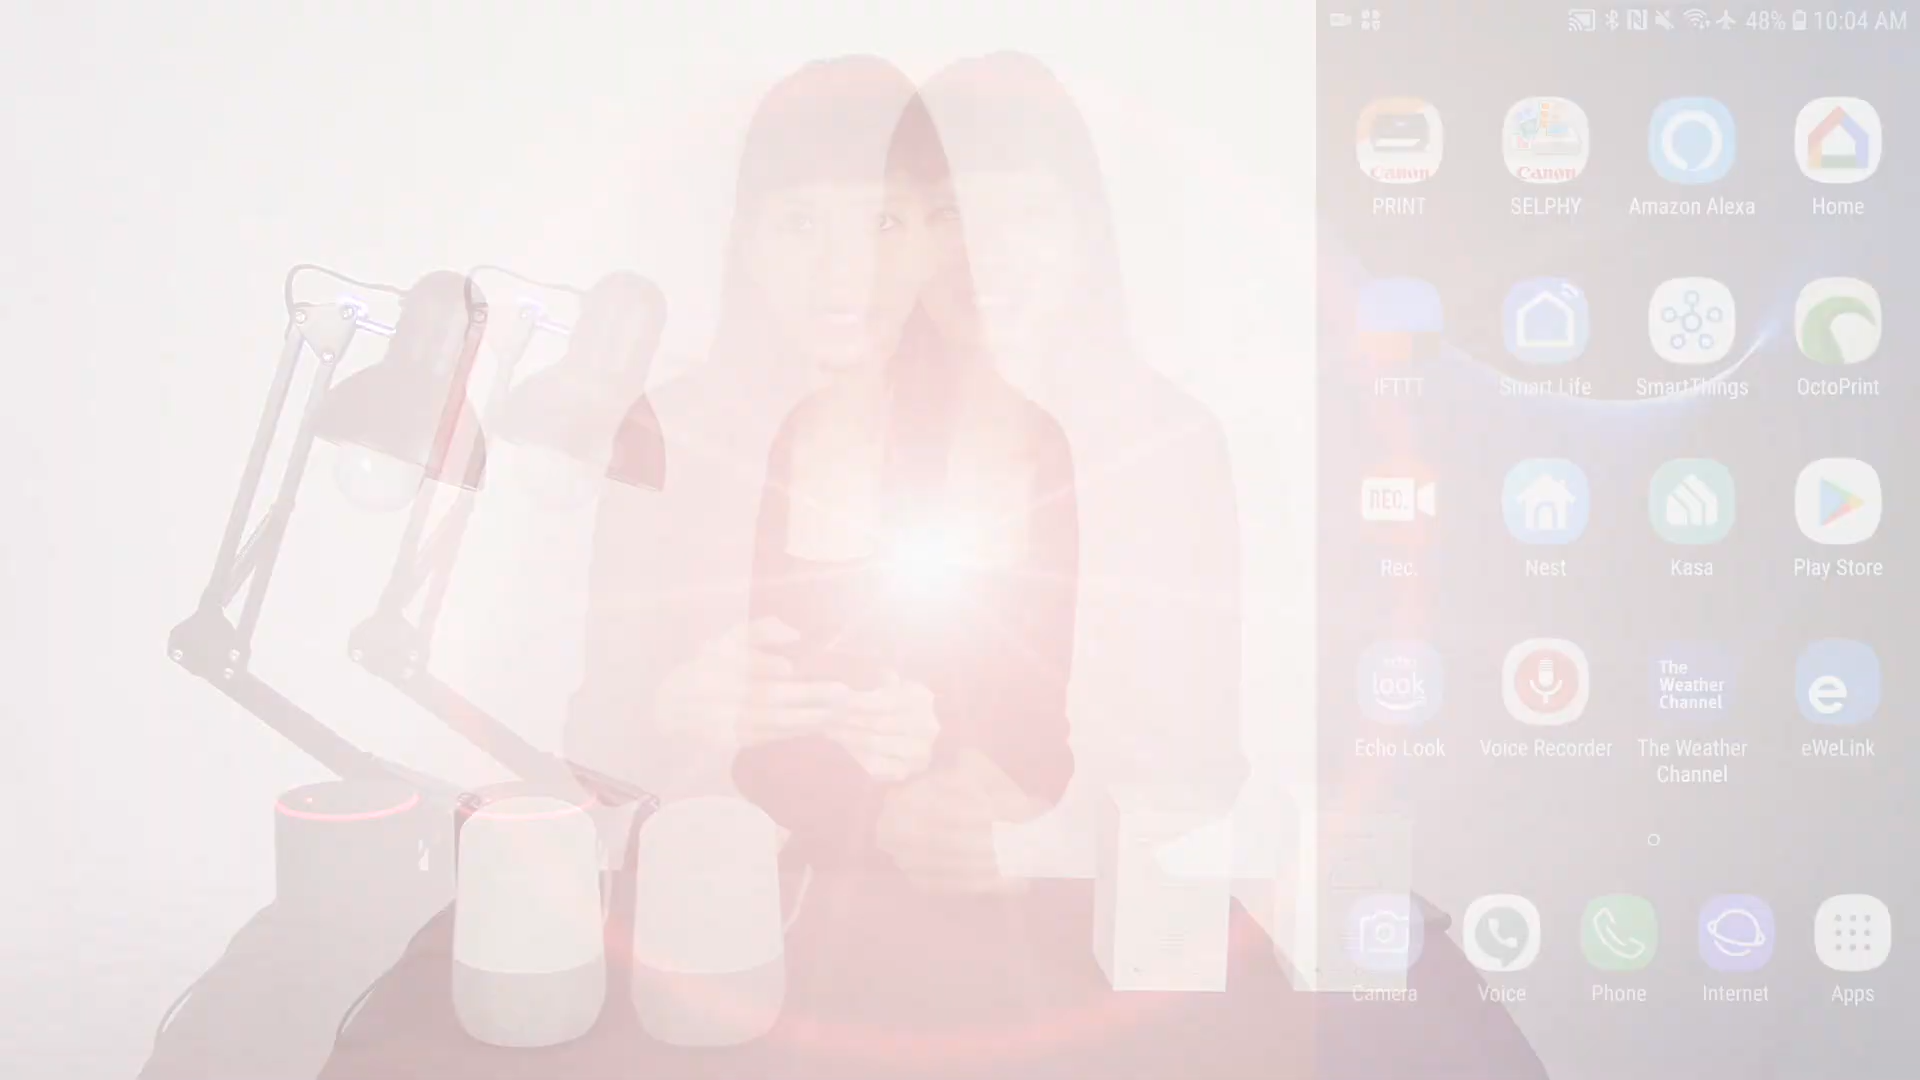 48% 10:04 AM
Canon Canon
PRINT SELPHY Amazon Alexa Home
IFTTT Smart Life SmartThings OctoPrint
REC.
Rec. Nest Kasa Play Store
look
The
Weather
Channel
Echo Look Voice Recorder The Weather
Channel
eWeLink
Camera Voice Phone Internet Apps